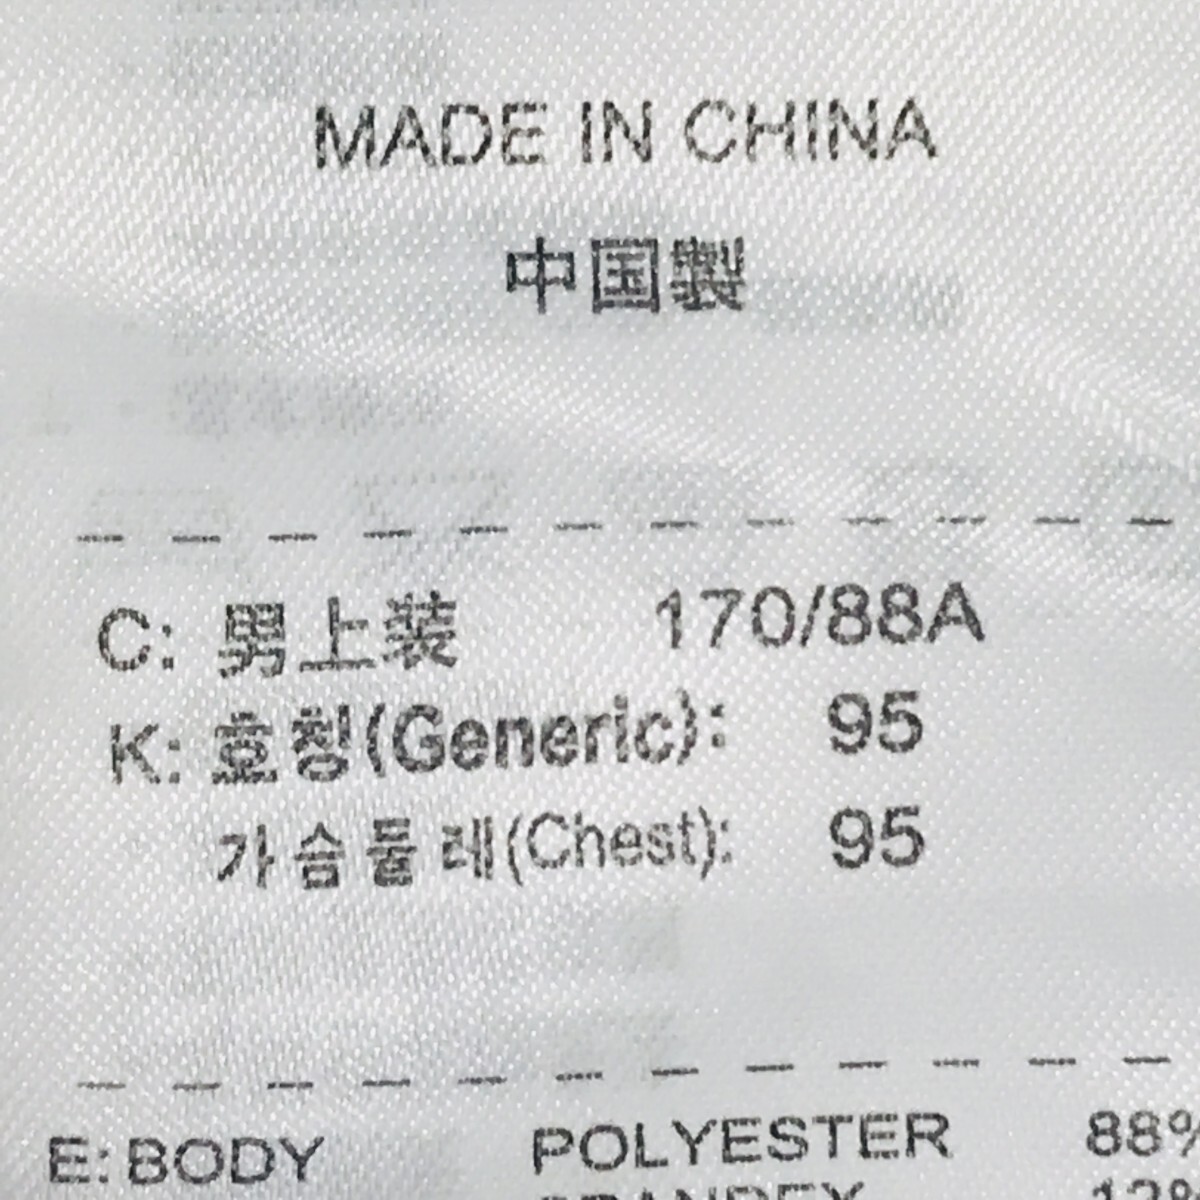 MADE IN CHINA
中国製
C: 男上装 170/88A
K: 호칭(Generic): 95
가슴둘레(Chest): 95
E: BODY POLYESTER 88%